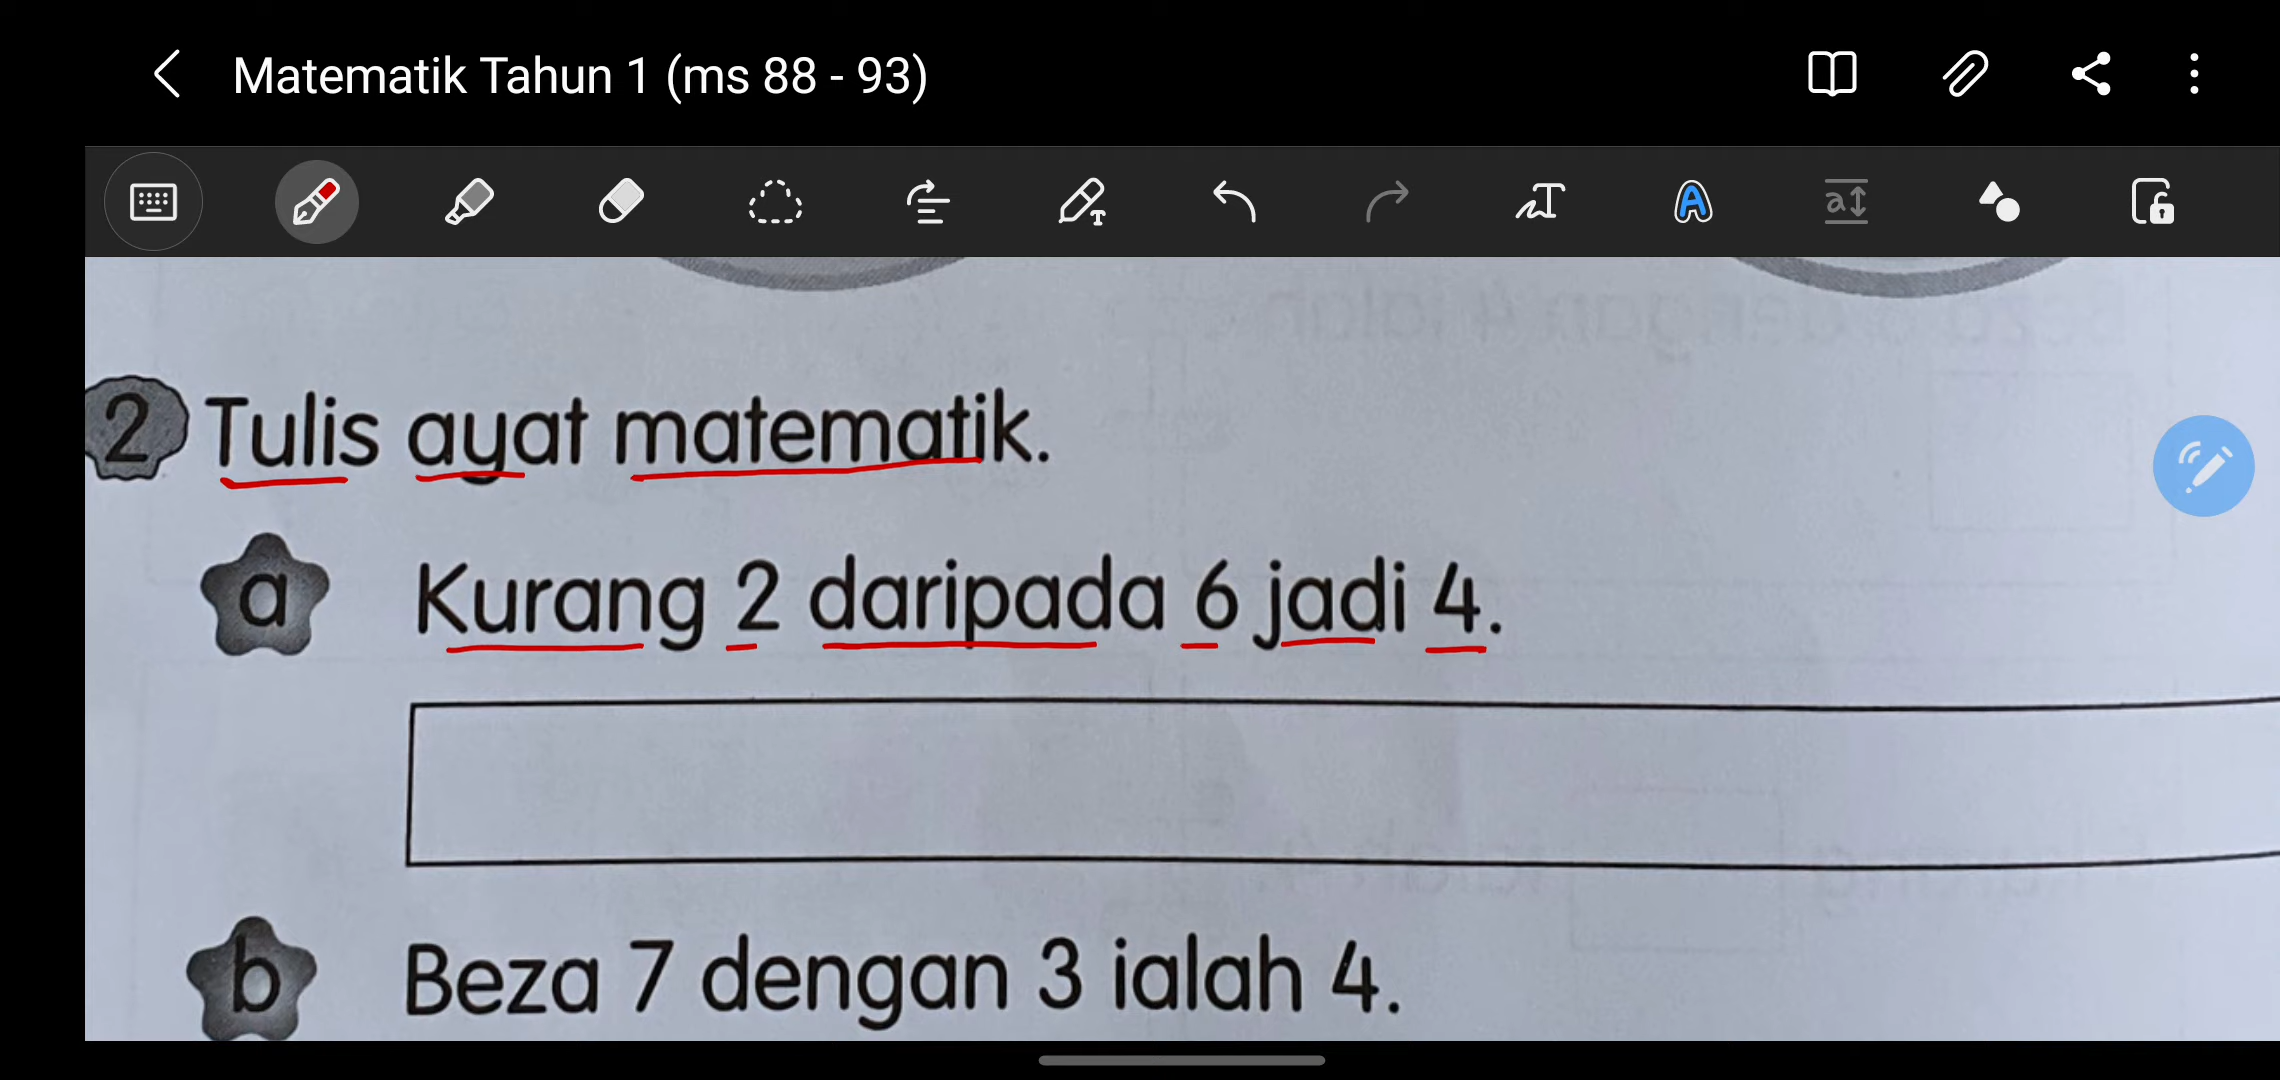 Matematik Tahun 1 (ms 88 - 93)
2 Tulis ayat matematik.
a Kurang 2 daripada 6 jadi 4.
b Beza 7 dengan 3 ialah 4.